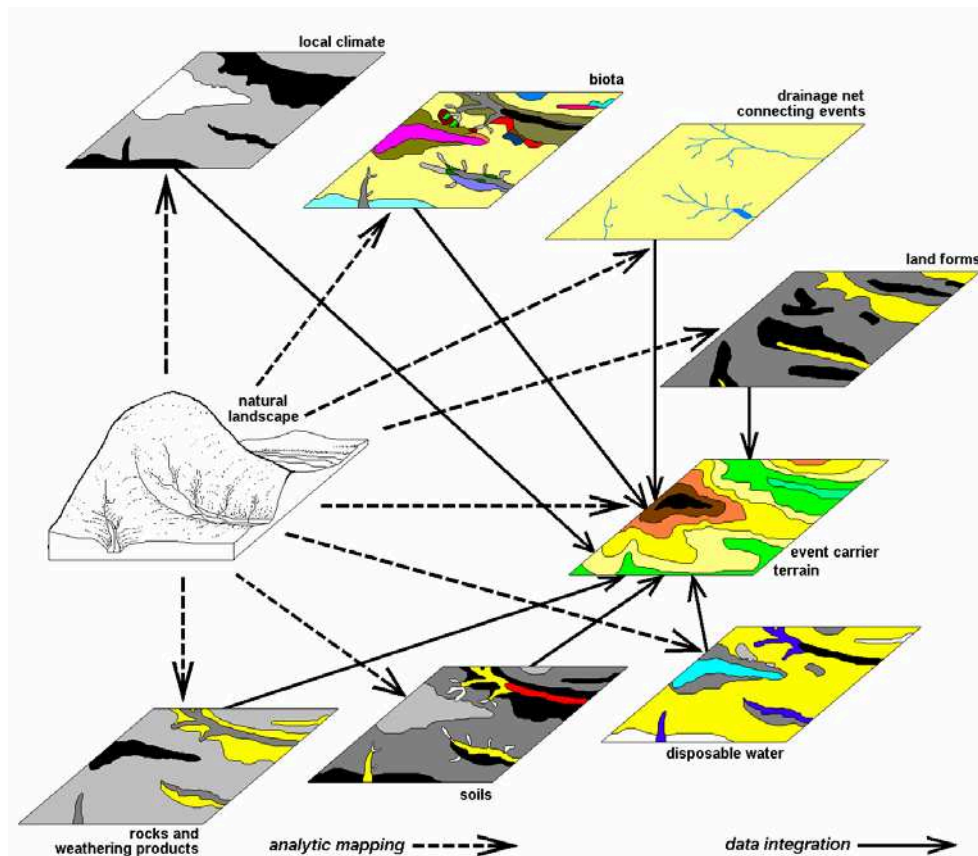 local climate
biota
drainage net
connecting events
land forms
natural
landscape
event carrier
terrain
disposable water
soils
rocks and
weathering products
analytic mapping
data integration